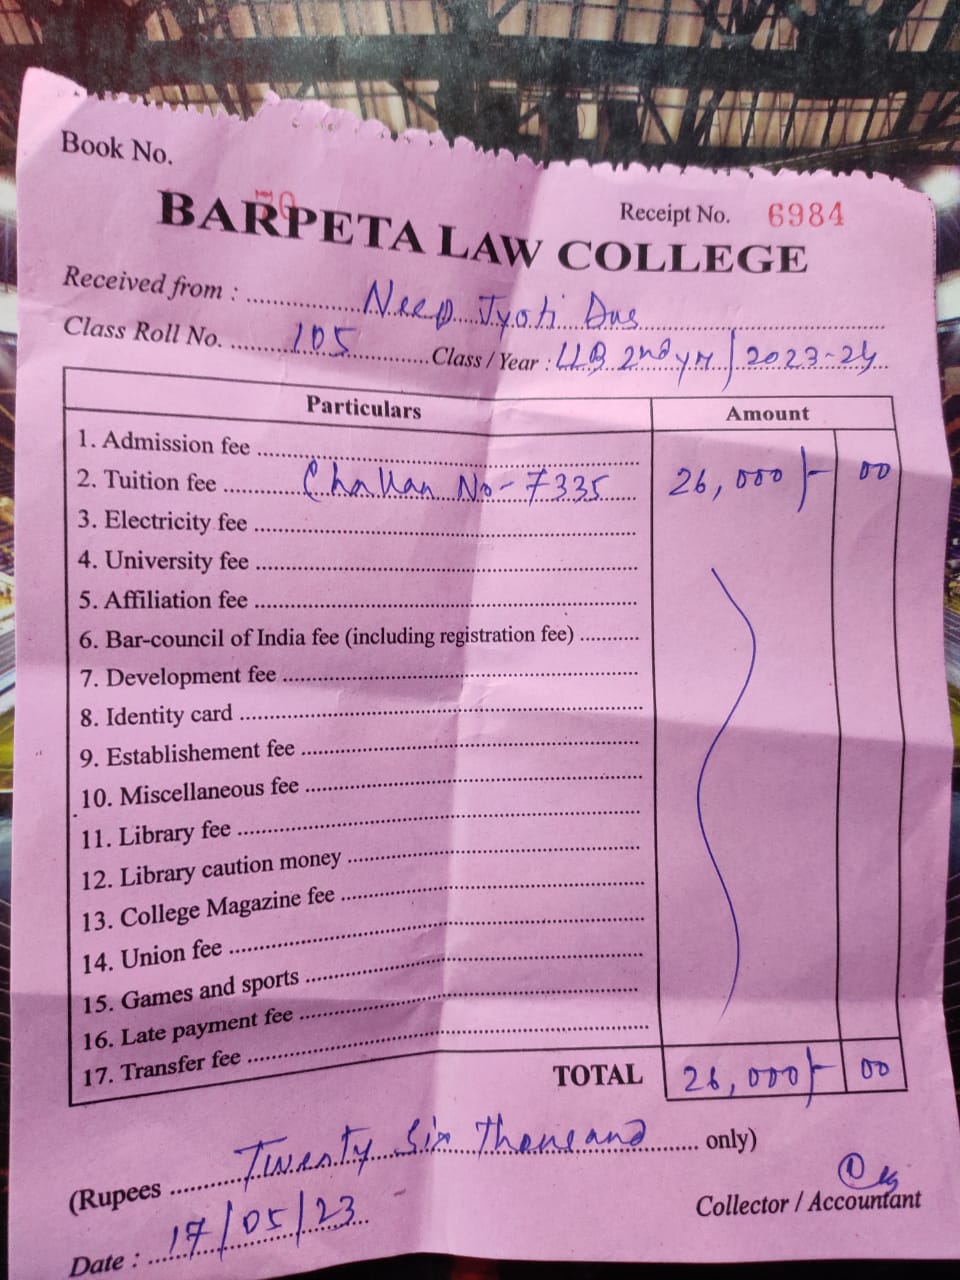 Book No.
70
Receipt No. 6984
BARPETA LAW COLLEGE
Received from : Neep Jyoti Das
Class Roll No. 105 Class / Year : LLB 2nd yr / 2023-24
Particulars Amount
1. Admission fee
2. Tuition fee Challan No- 7335 26,000/- 00
3. Electricity fee
4. University fee
5. Affiliation fee
6. Bar-council of India fee (including registration fee)
7. Development fee
8. Identity card
9. Establishement fee
10. Miscellaneous fee
11. Library fee
12. Library caution money
13. College Magazine fee
14. Union fee
15. Games and sports
16. Late payment fee
17. Transfer fee
TOTAL 26,000/- 00
(Rupees Twenty Six Thousand only)
Collector / Accountant
Date : 17/05/23